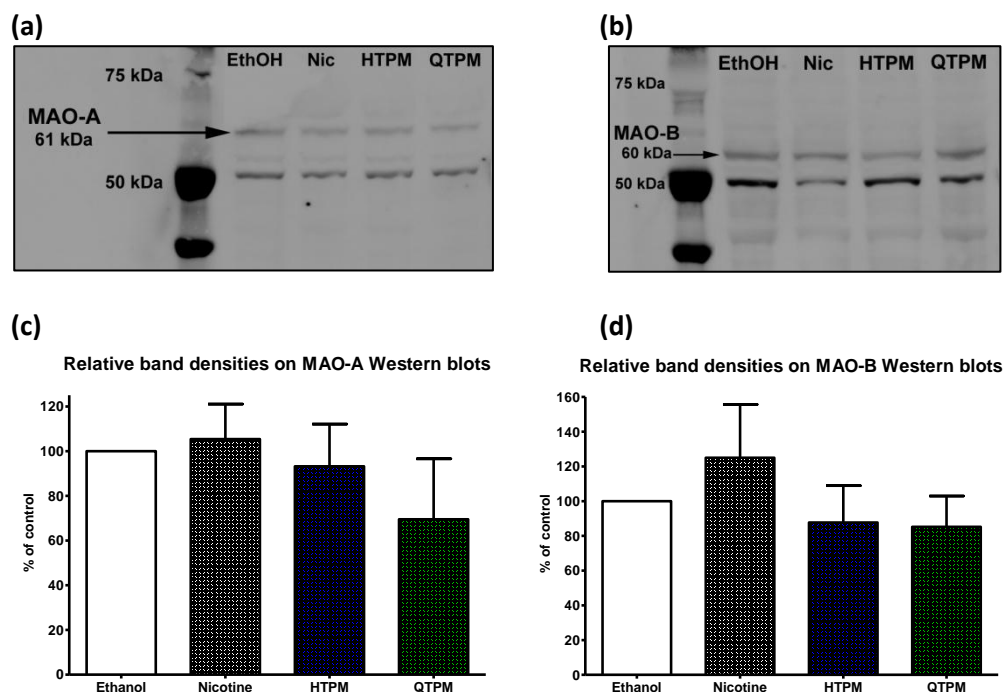 (a)
EthOH Nic HTPM QTPM
75 kDa
MAO-A
61 kDa
50 kDa
(b)
EthOH Nic HTPM QTPM
75 kDa
MAO-B
60 kDa
50 kDa
(c)
Relative band densities on MAO-A Western blots
% of control
120
100
80
60
40
20
0
Ethanol Nicotine HTPM QTPM
(d)
Relative band densities on MAO-B Western blots
% of control
160
140
120
100
80
60
40
20
0
Ethanol Nicotine HTPM QTPM